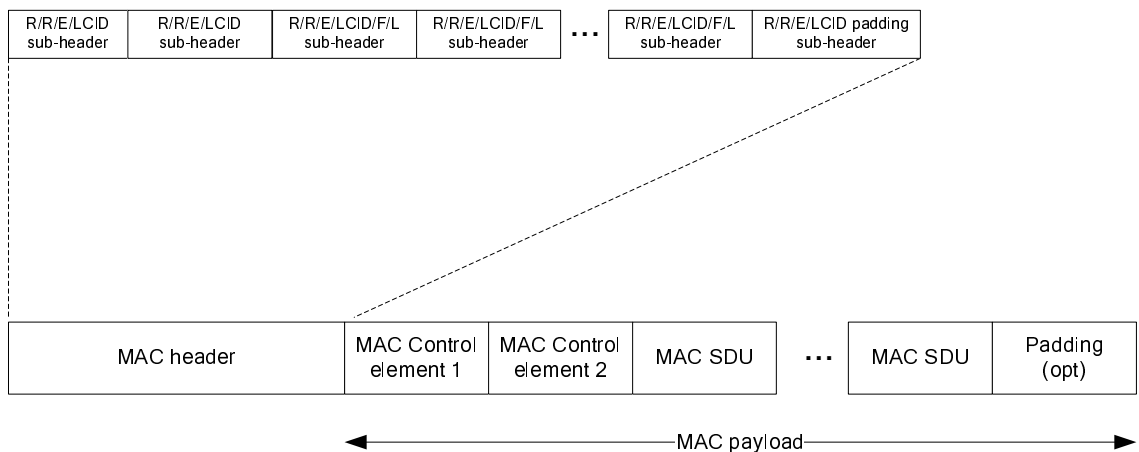 R/R/E/LCID
sub-header
R/R/E/LCID
sub-header
R/R/E/LCID/F/L
sub-header
R/R/E/LCID/F/L
sub-header
...
R/R/E/LCID/F/L
sub-header
R/R/E/LCID padding
sub-header
MAC header
MAC Control
element 1
MAC Control
element 2
MAC SDU
...
MAC SDU
Padding
(opt)
MAC payload